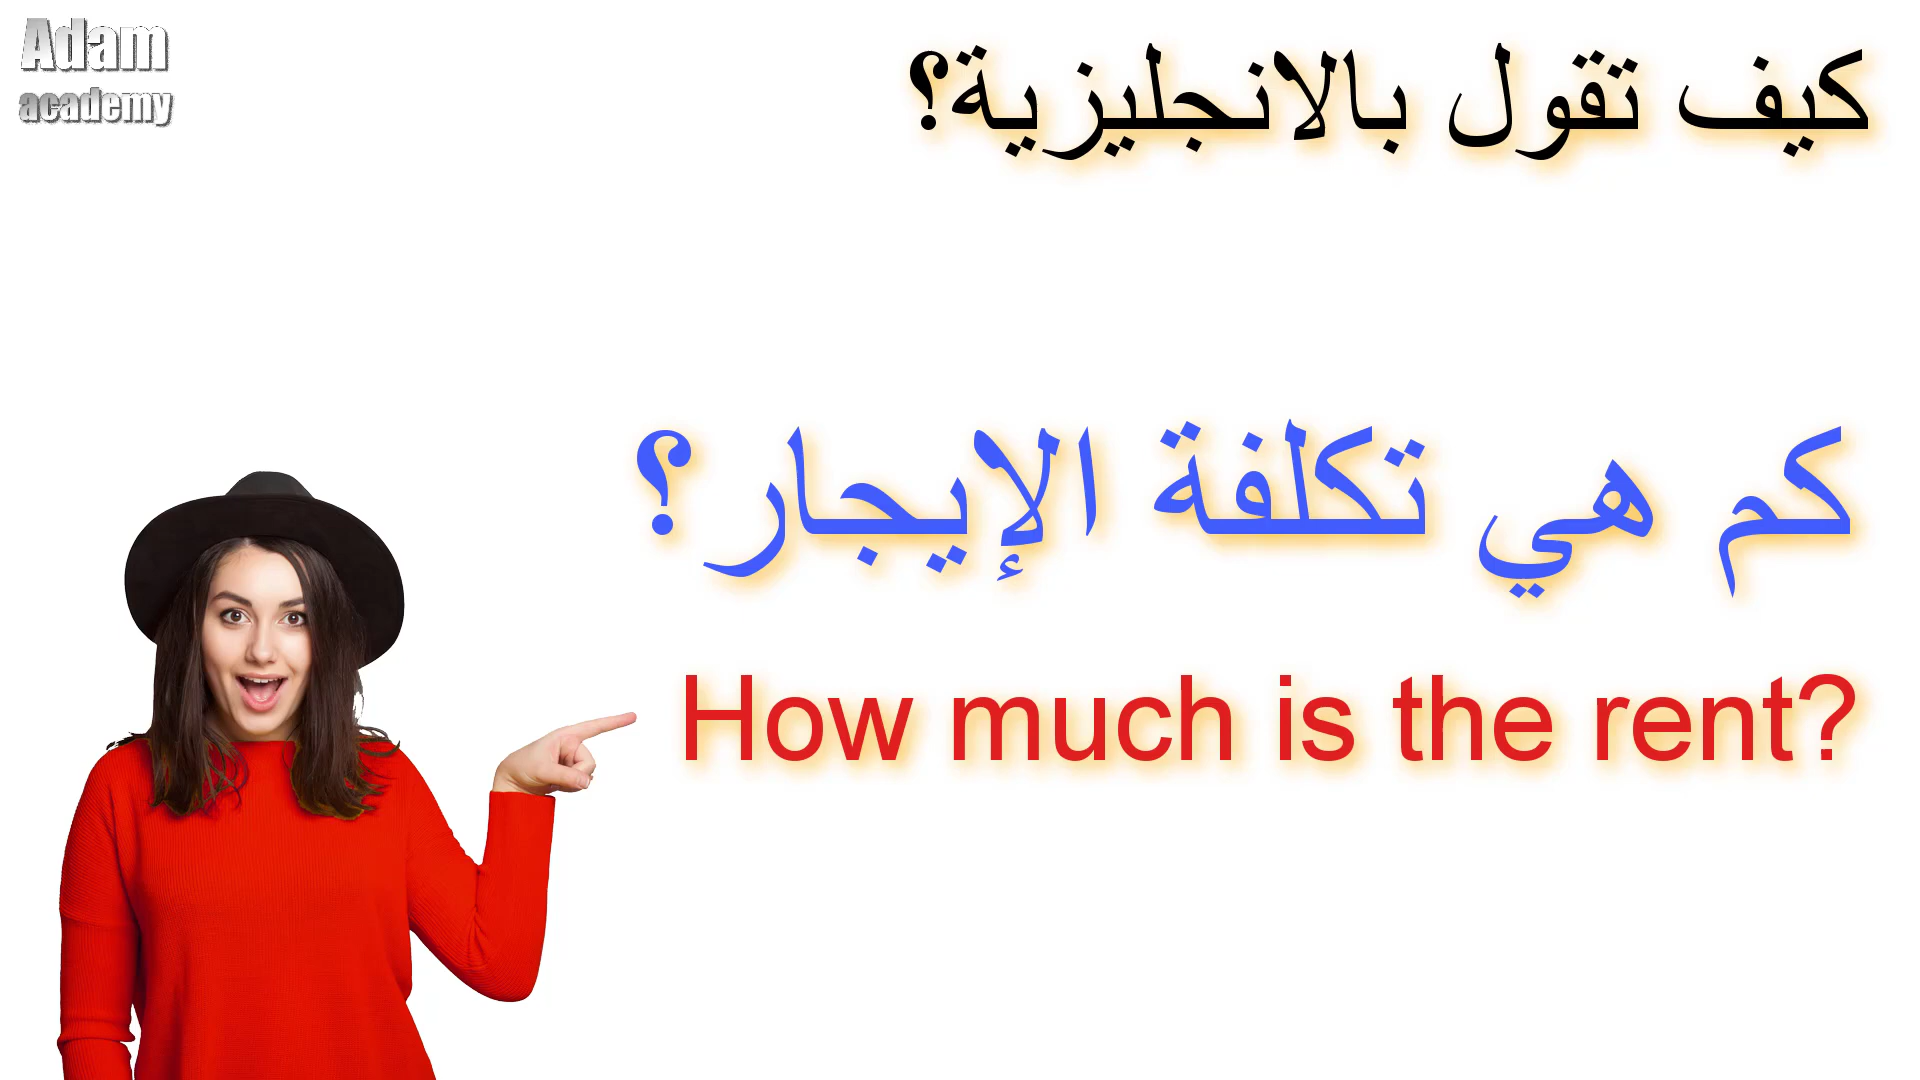 Adam
academy
كيف تقول بالانجليزية؟
كم هي تكلفة الإيجار؟
How much is the rent?